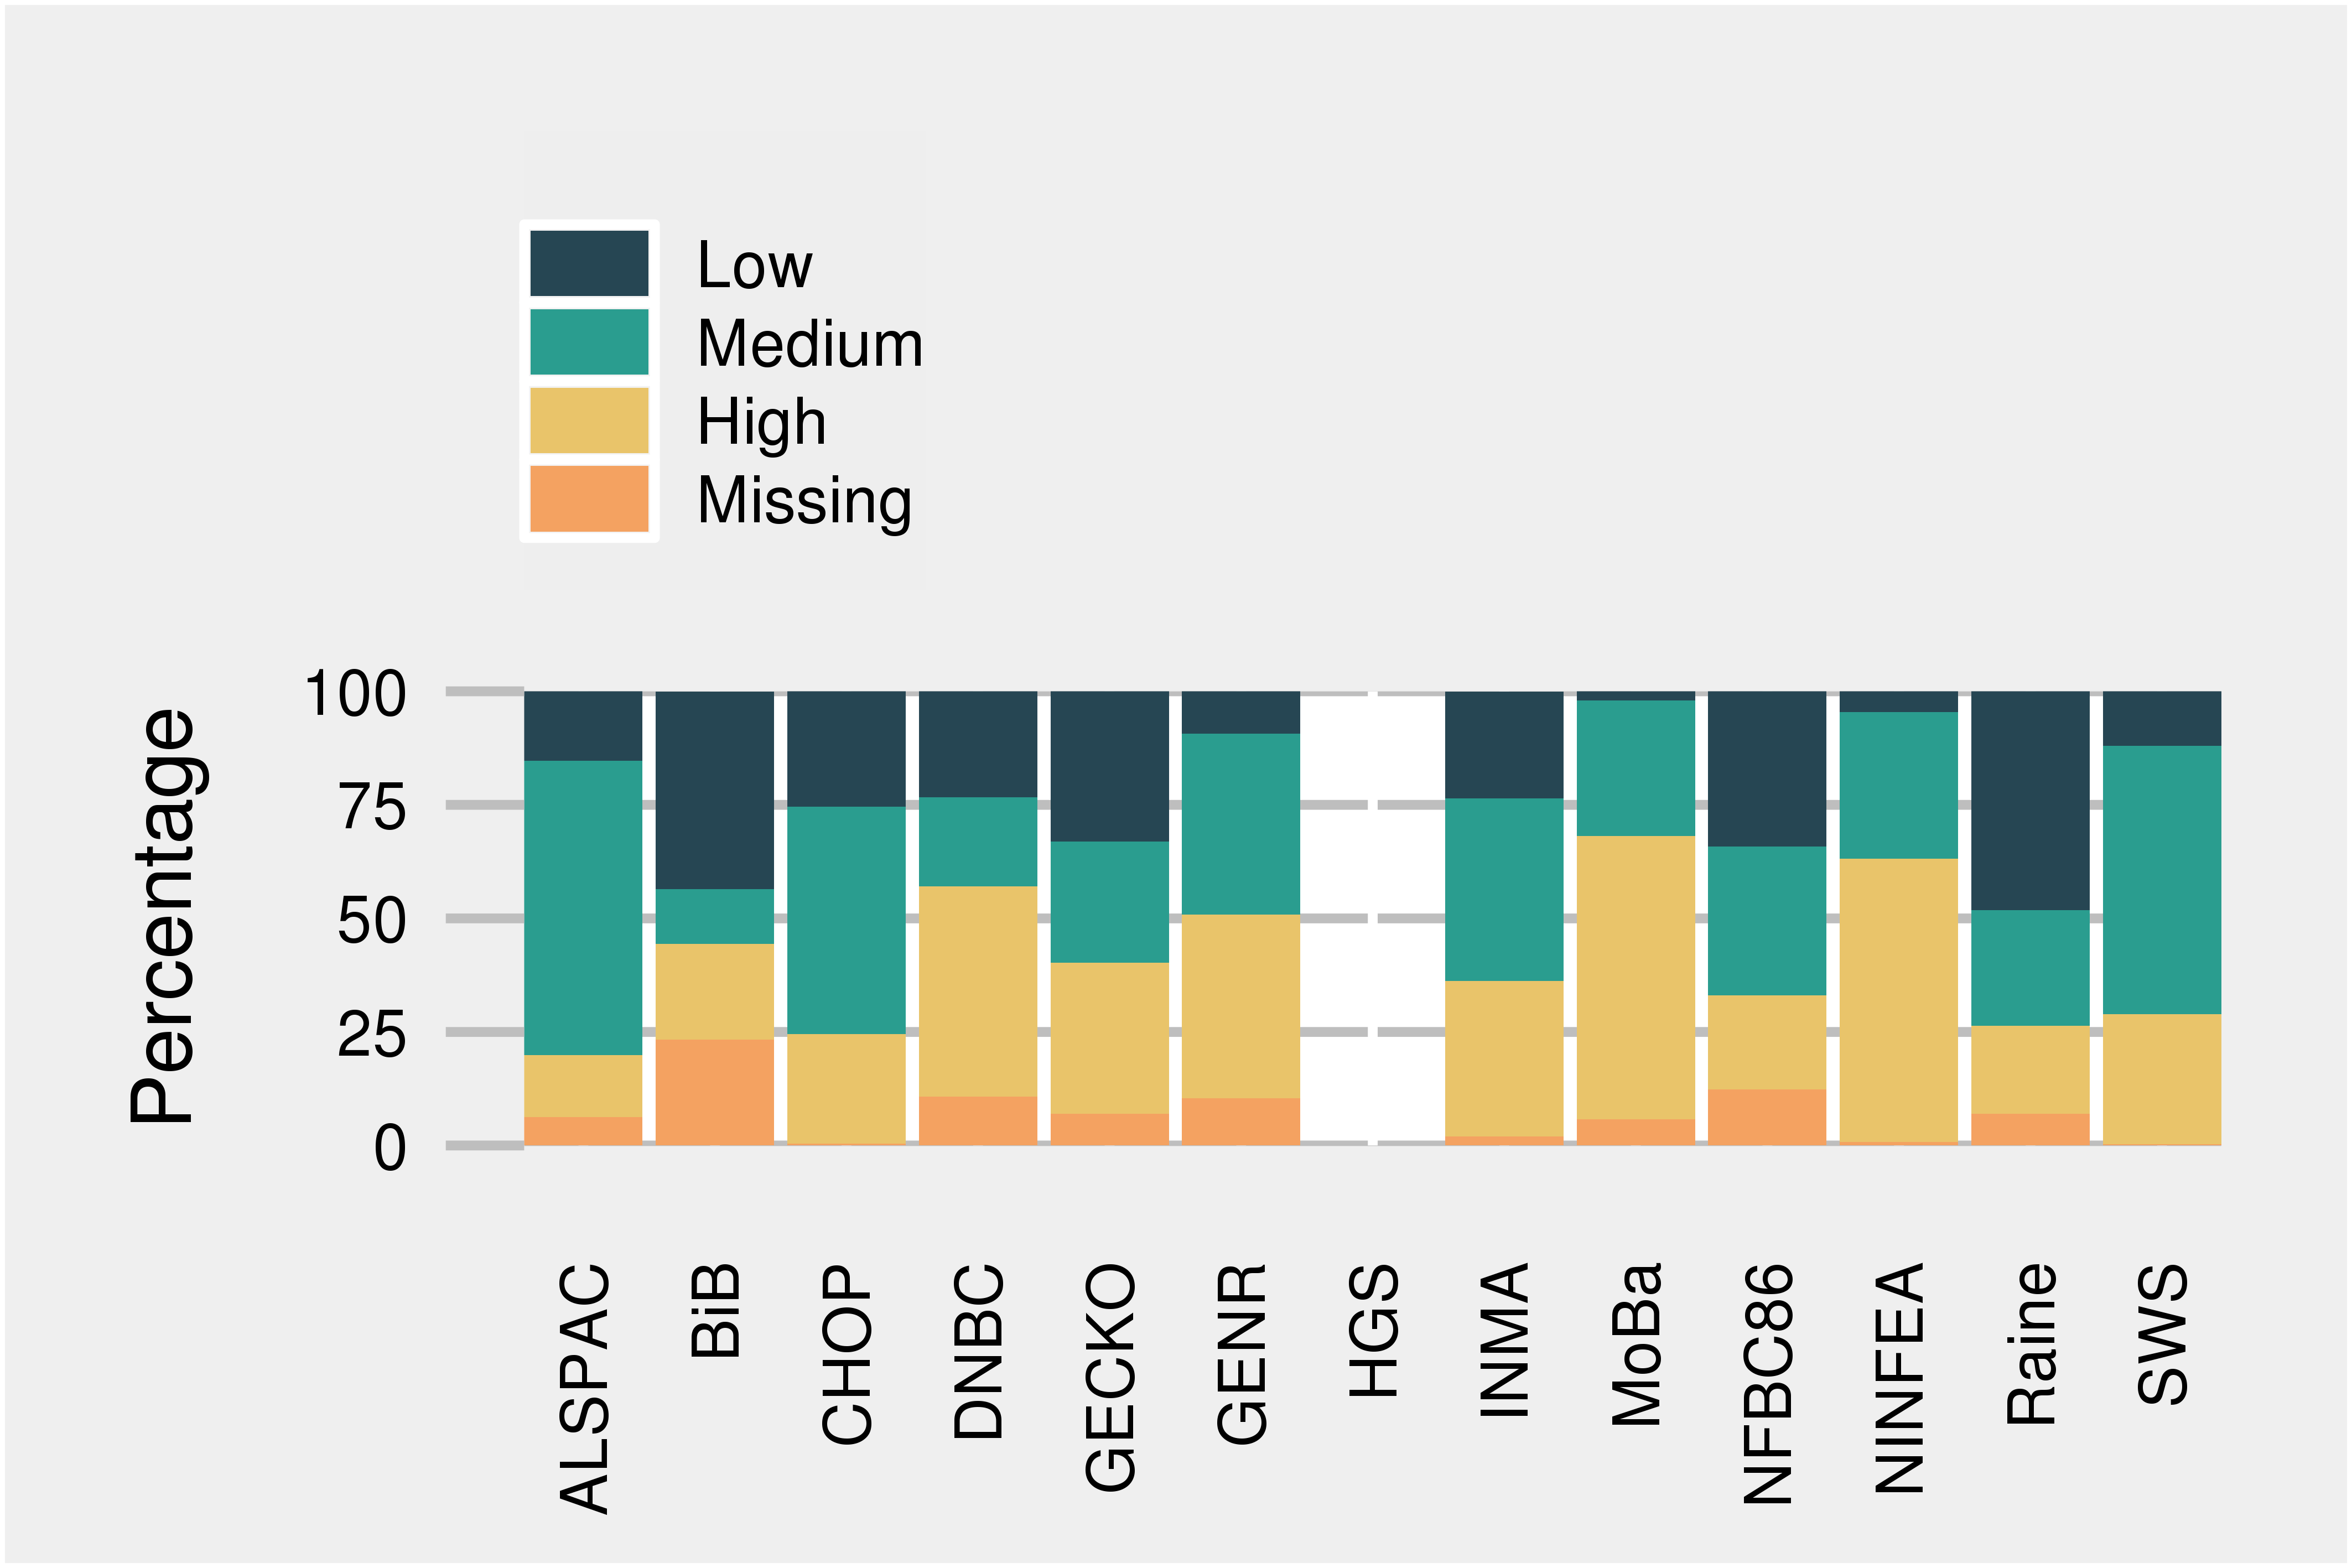 Low
Medium
High
Missing
Percentage
100
75
50
25
0
ALSPAC
BiB
CHOP
DNBC
GECKO
GENR
HGS
INMA
MoBa
NFBC86
NINFEA
Raine
SWS